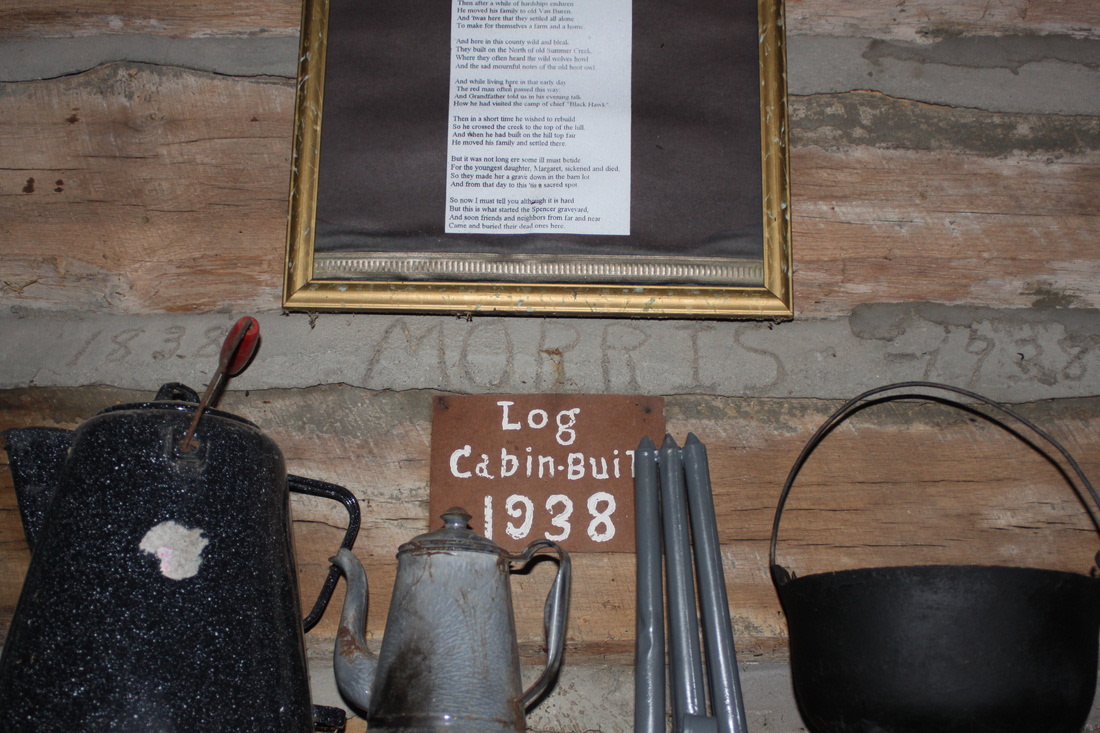 Then after a while of hardships endured
He moved his family to old Van Buren.
And 'twas here that they settled all alone
To make for themselves a farm and a home.
And here in this county wild and bleak.
They built on the North of old Summer Creek.
Where they often heard the wild wolves howl
And the sad mournful notes of the old hoot owl.
And while living here in that early day
The red man often passed this way.
And Grandfather told us in his evening talk
How he had visited the camp of chief "Black Hawk."
Then in a short time he wished to rebuild
So he crossed the creek to the top of the hill.
And when he had built on the hill top fair
He moved his family and settled there.
But it was not long ere some ill must betide
For the youngest daughter, Margaret, sickened and died.
So they made her a grave down in the barn lot
And from that day to this 'tis a sacred spot.
So now I must tell you although it is hard
But this is what started the Spencer graveyard,
And soon friends and neighbors from far and near
Came and buried their dead ones here.
1838 MORRIS - 1938
Log
Cabin-Buil
1938